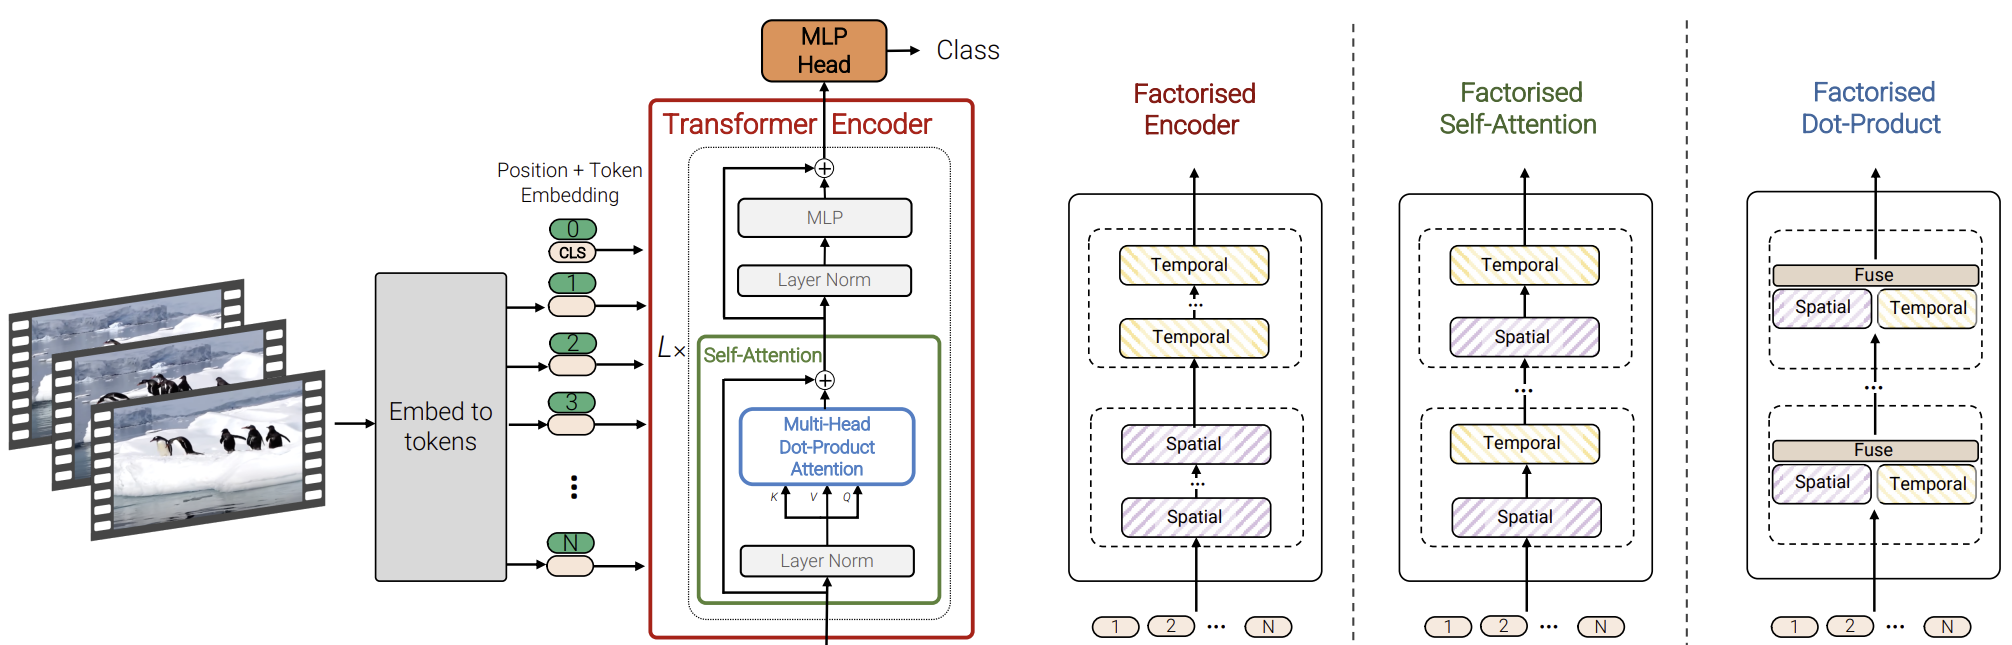 MLP
Head
Class
Transformer Encoder
Position + Token
Embedding
0
CLS
1
2
3
N
Embed to
tokens
L×
MLP
Layer Norm
Self-Attention
Multi-Head
Dot-Product
Attention
K V Q
Layer Norm
Factorised
Encoder
Temporal
...
Temporal
Spatial
...
Spatial
1 2 ... N
Factorised
Self-Attention
Temporal
Spatial
...
Temporal
Spatial
1 2 ... N
Factorised
Dot-Product
Fuse
Spatial Temporal
...
Fuse
Spatial Temporal
1 2 ... N